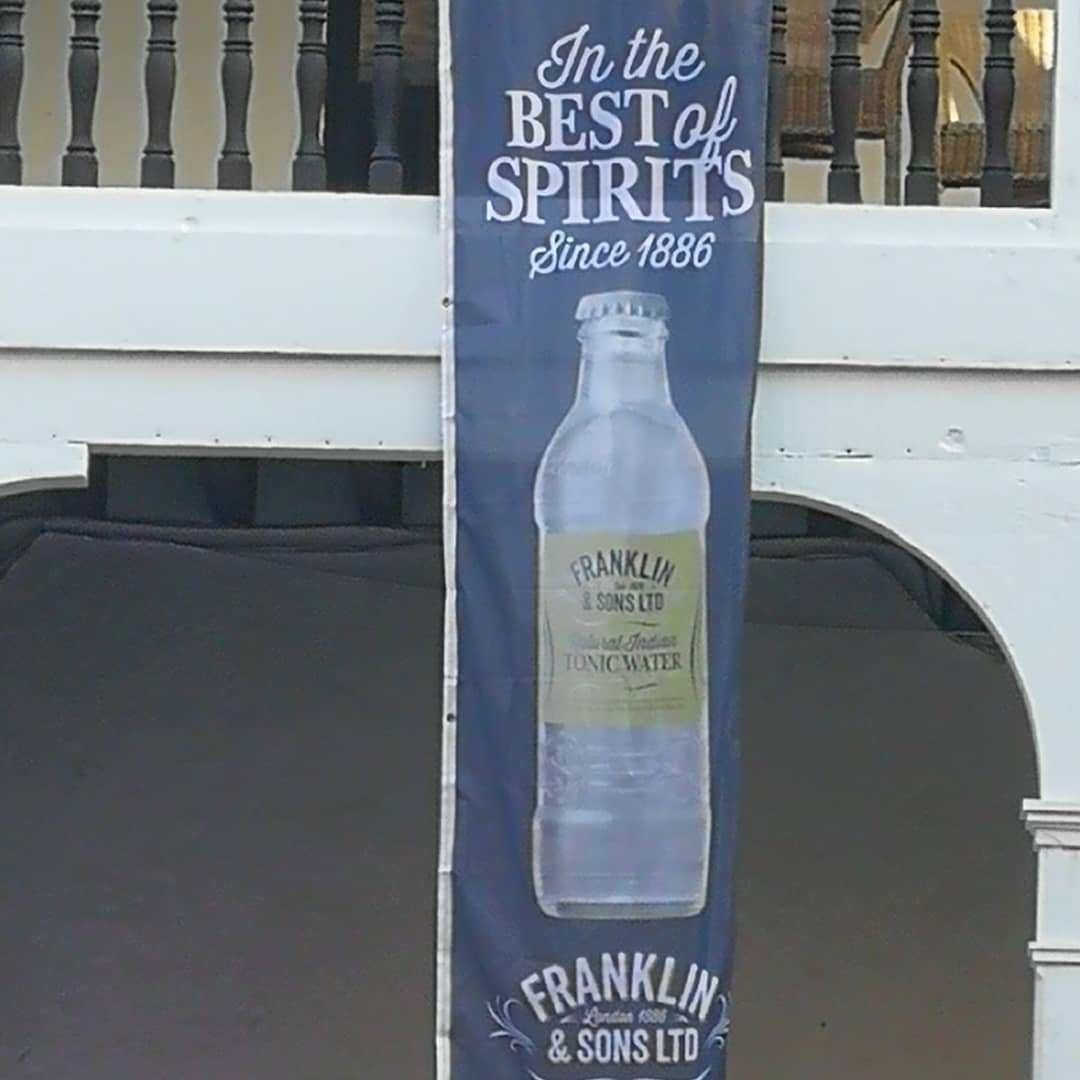 In the
BEST of
SPIRITS
Since 1886
FRANKLIN
& SONS LTD
Natural Indian
TONIC WATER
FRANKLIN
London 1886
& SONS LTD